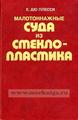 К. ДЮ ПЛЕССИ
МАЛОТОННАЖНЫЕ
СУДА
ИЗ
СТЕКЛО-
ПЛАСТИКА